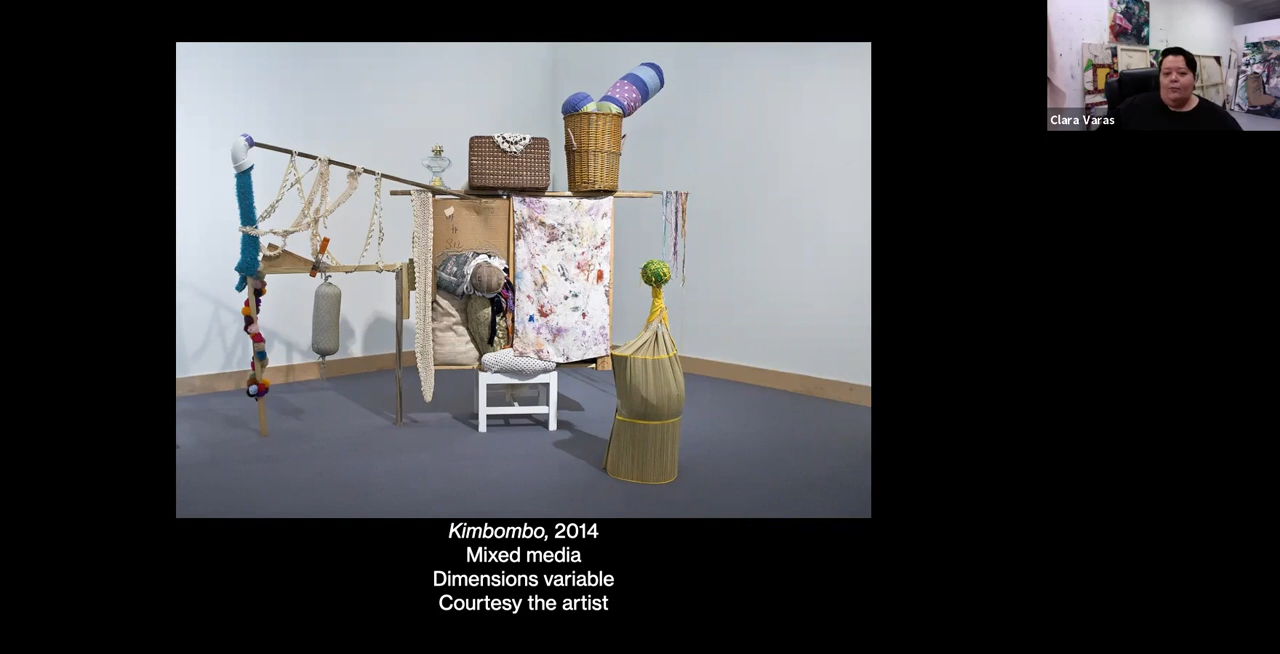 Clara Varas
Kimbombo, 2014
Mixed media
Dimensions variable
Courtesy the artist